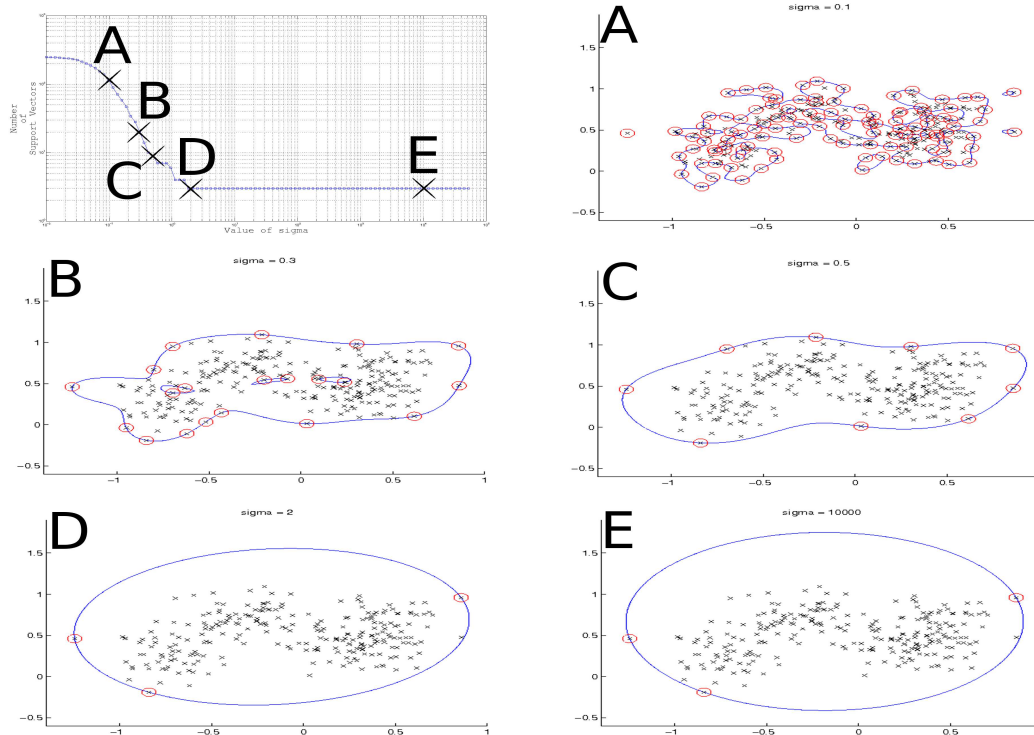 A
B
C
D
E
Number
of
Support Vectors
Value of sigma
A
sigma = 0.1
1.5
1
0.5
0
−0.5
−1 −0.5 0 0.5
B
sigma = 0.3
1.5
1
0.5
0
−0.5
−1 −0.5 0 0.5 1
C
sigma = 0.5
1.5
1
0.5
0
−0.5
−1 −0.5 0 0.5
D
sigma = 2
1.5
1
0.5
0
−0.5
−1 −0.5 0 0.5 1
E
sigma = 10000
1.5
1
0.5
0
−0.5
−1 −0.5 0 0.5